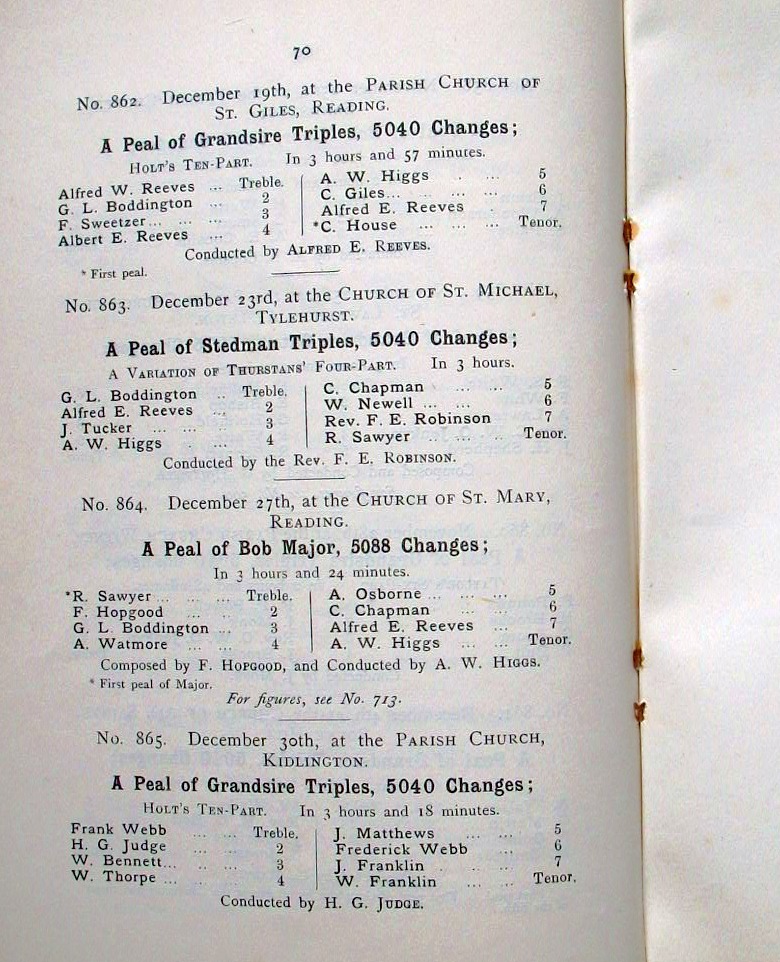 70
No. 862. December 19th, at the PARISH CHURCH OF
ST. GILES, READING.
A Peal of Grandsire Triples, 5040 Changes;
HOLT'S TEN-PART. In 3 hours and 57 minutes.
Alfred W. Reeves ... Treble. A. W. Higgs ... 5
G. L. Boddington ... 2 C. Giles... ... ... 6
F. Sweetzer... ... ... 3 Alfred E. Reeves 7
Albert E. Reeves ... 4 *C. House ... ... ... Tenor.
Conducted by ALFRED E. REEVES.
* First peal.
No. 863. December 23rd, at the CHURCH OF ST. MICHAEL,
TYLEHURST.
A Peal of Stedman Triples, 5040 Changes;
A VARIATION OF THURSTANS' FOUR-PART. In 3 hours.
G. L. Boddington ... Treble. C. Chapman ... ... 5
Alfred E. Reeves ... 2 W. Newell ... ... 6
J. Tucker ... ... 3 Rev. F. E. Robinson 7
A. W. Higgs ... 4 R. Sawyer ... ... Tenor.
Conducted by the Rev. F. E. ROBINSON.
No. 864. December 27th, at the CHURCH OF ST. MARY,
READING.
A Peal of Bob Major, 5088 Changes;
In 3 hours and 24 minutes.
*R. Sawyer ... ... Treble. A. Osborne ... ... 5
F. Hopgood ... ... 2 C. Chapman ... ... 6
G. L. Boddington ... 3 Alfred E. Reeves ... 7
A. Watmore ... ... 4 A. W. Higgs ... ... Tenor.
Composed by F. HOPGOOD, and Conducted by A. W. HIGGS.
* First peal of Major.
For figures, see No. 713.
No. 865. December 30th, at the PARISH CHURCH,
KIDLINGTON.
A Peal of Grandsire Triples, 5040 Changes;
HOLT'S TEN-PART. In 3 hours and 18 minutes.
Frank Webb ... ... Treble. J. Matthews ... ... 5
H. G. Judge ... ... 2 Frederick Webb ... 6
W. Bennett... ... ... 3 J. Franklin ... ... 7
W. Thorpe ... ... ... 4 W. Franklin ... ... Tenor.
Conducted by H. G. JUDGE.